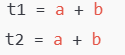 t1 = a + b
t2 = a + b